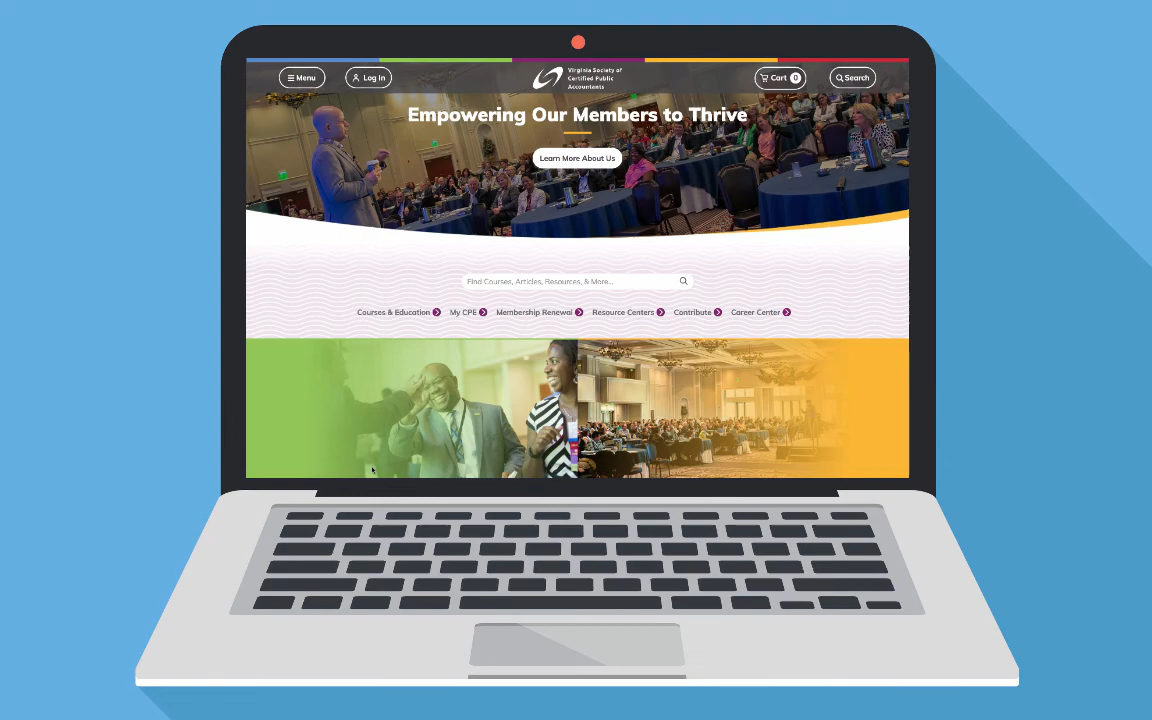 Menu
Log In
Virginia Society of
Certified Public
Accountants
Cart 0
Search
Empowering Our Members to Thrive
Learn More About Us
Find Courses, Articles, Resources, & More...
Courses & Education
My CPE
Membership Renewal
Resource Centers
Contribute
Career Center